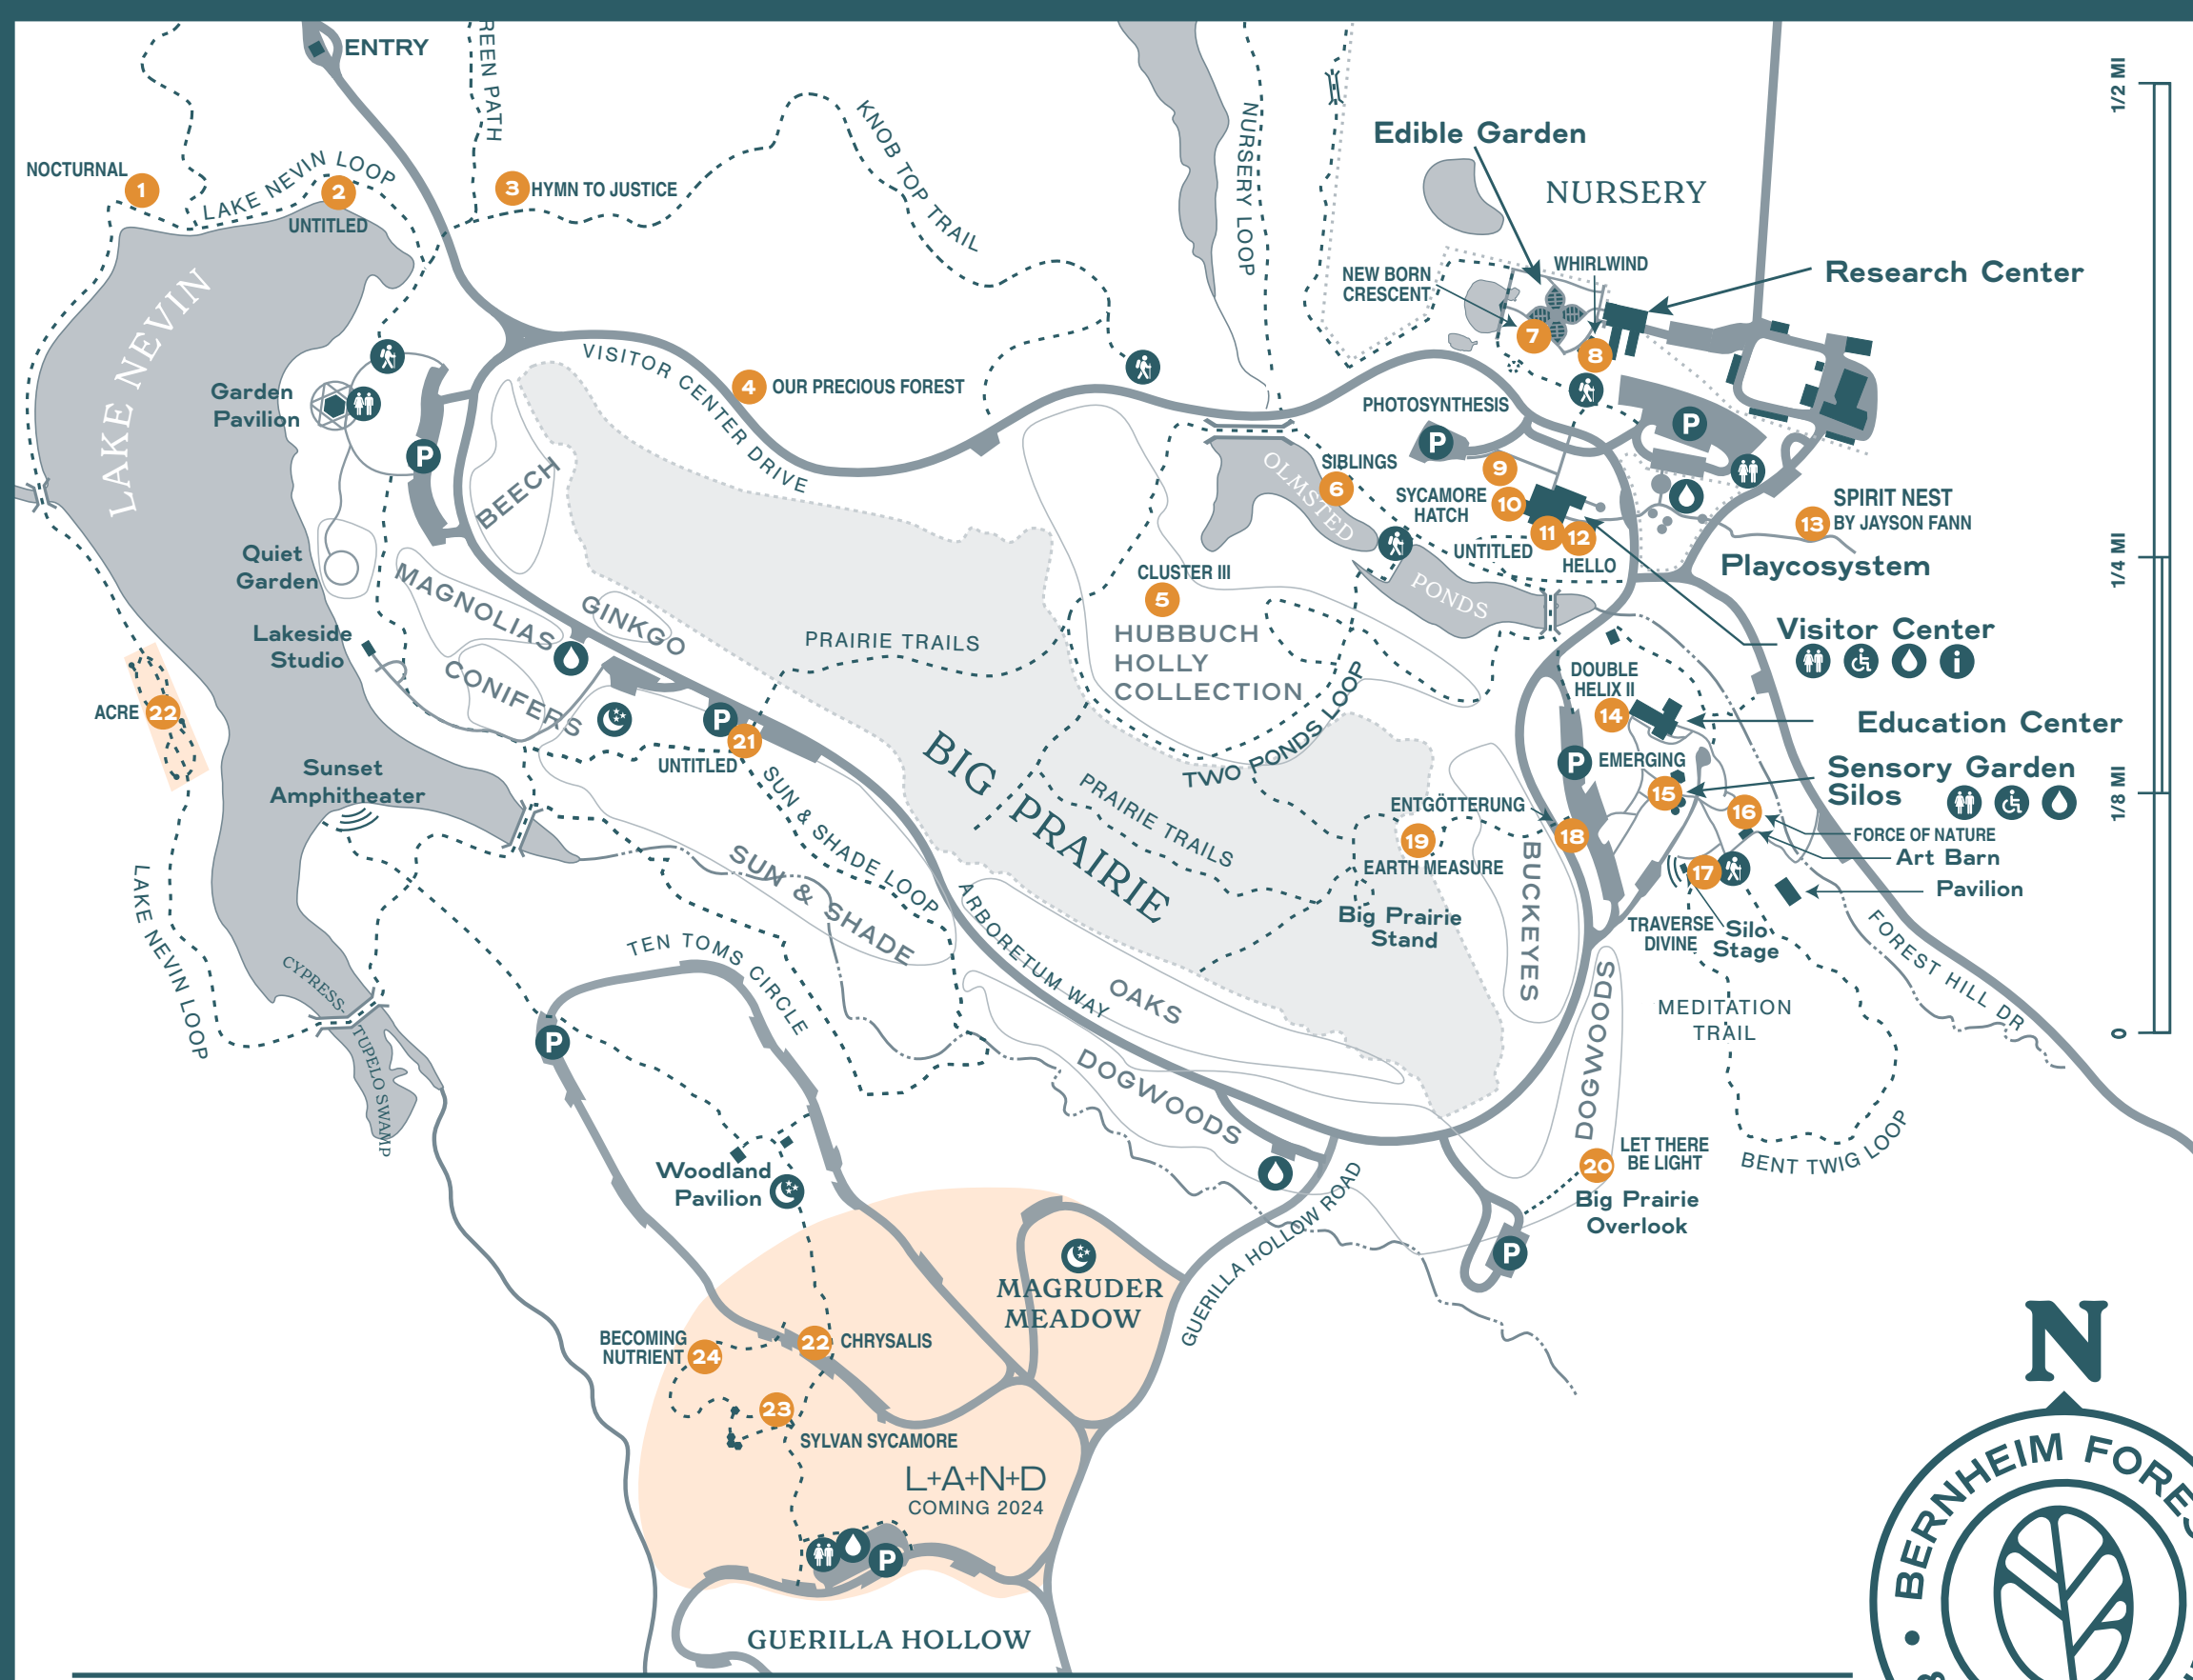 ENTRY
REEN PATH
KNOB TOP TRAIL
NURSERY LOOP
1/2 MI
Edible Garden
NURSERY
NOCTURNAL
1
LAKE NEVIN LOOP
2
UNTITLED
3
HYMN TO JUSTICE
NEW BORN
CRESCENT
WHIRLWIND
Research Center
7
8
LAKE NEVIN
VISITOR CENTER DRIVE
4
OUR PRECIOUS FOREST
Garden
Pavilion
P
PHOTOSYNTHESIS
P
P
BEECH
OLMSTED
PONDS
SIBLINGS
6
9
SYCAMORE
HATCH
10
11
12
UNTITLED
HELLO
SPIRIT NEST
13
BY JAYSON FANN
Playcosystem
1/4 MI
Quiet
Garden
MAGNOLIAS
GINKGO
CLUSTER III
5
HUBBUCH
HOLLY
COLLECTION
Visitor Center
i
Lakeside
Studio
CONIFERS
PRAIRIE TRAILS
TWO PONDS LOOP
DOUBLE
HELIX II
14
Education Center
ACRE
22
P
21
UNTITLED
BIG PRAIRIE
PRAIRIE TRAILS
P
EMERGING
15
Sensory Garden
Silos
1/8 MI
Sunset
Amphitheater
SUN & SHADE LOOP
SUN & SHADE
ENTGÖTTERUNG
18
19
EARTH MEASURE
BUCKEYES
16
FORCE OF NATURE
Art Barn
17
Pavilion
Big Prairie
Stand
TRAVERSE
DIVINE
Silo
Stage
LAKE NEVIN LOOP
CYPRESS-
TUPELO SWAMP
TEN TOMS CIRCLE
ARBORETUM WAY
OAKS
DOGWOODS
MEDITATION
TRAIL
FOREST HILL DR
0
P
DOGWOODS
BENT TWIG LOOP
Woodland
Pavilion
20
LET THERE
BE LIGHT
Big Prairie
Overlook
P
GUERILLA HOLLOW ROAD
MAGRUDER
MEADOW
BECOMING
NUTRIENT
24
22
CHRYSALIS
23
SYLVAN SYCAMORE
L+A+N+D
COMING 2024
P
GUERILLA HOLLOW
N
BERNHEIM FORES